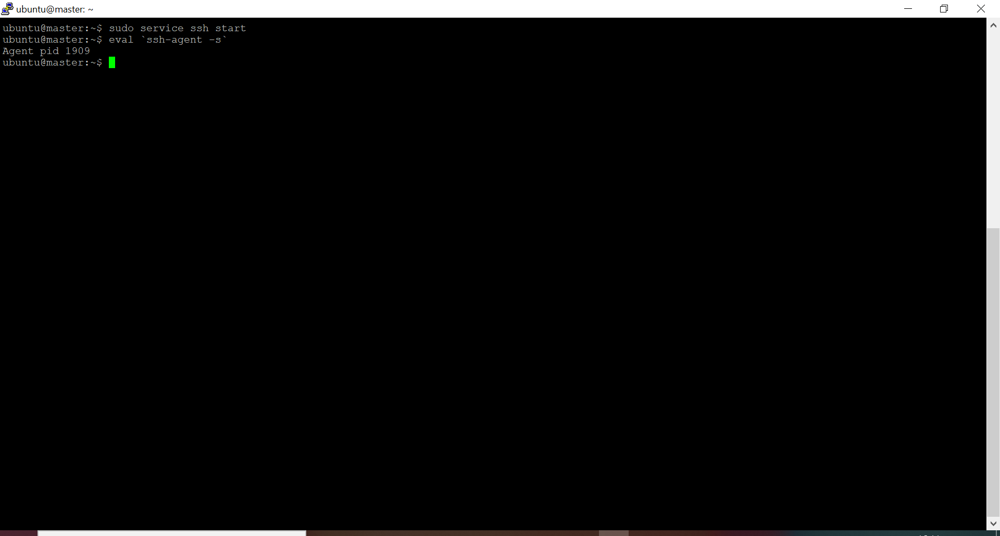 ubuntu@master: ~
ubuntu@master:~$ sudo service ssh start
ubuntu@master:~$ eval `ssh-agent -s`
Agent pid 1909
ubuntu@master:~$